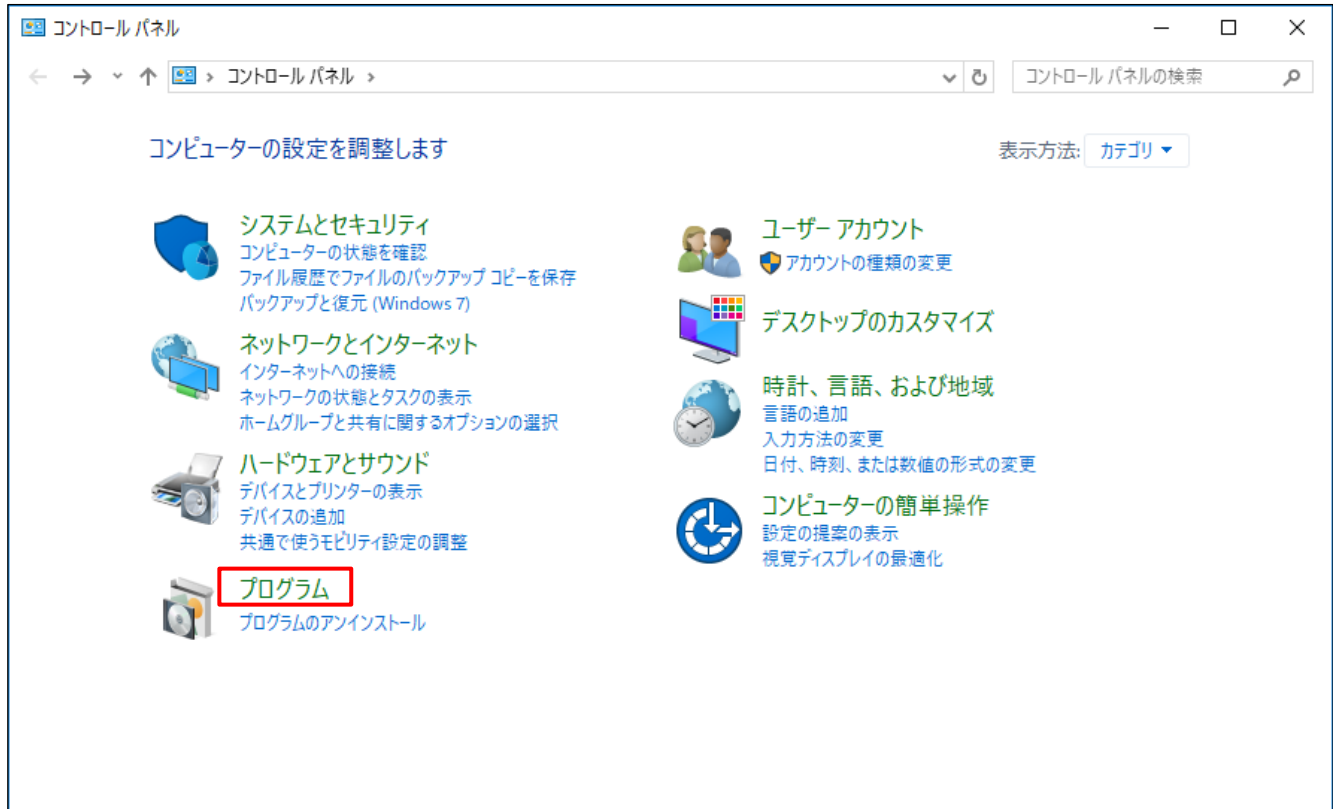 コントロール パネル
コントロール パネル
コントロール パネルの検索
コンピューターの設定を調整します
表示方法: カテゴリ
システムとセキュリティ
コンピューターの状態を確認
ファイル履歴でファイルのバックアップ コピーを保存
バックアップと復元 (Windows 7)
ネットワークとインターネット
インターネットへの接続
ネットワークの状態とタスクの表示
ホームグループと共有に関するオプションの選択
ハードウェアとサウンド
デバイスとプリンターの表示
デバイスの追加
共通で使うモビリティ設定の調整
プログラム
プログラムのアンインストール
ユーザー アカウント
アカウントの種類の変更
デスクトップのカスタマイズ
時計、言語、および地域
言語の追加
入力方法の変更
日付、時刻、または数値の形式の変更
コンピューターの簡単操作
設定の提案の表示
視覚ディスプレイの最適化